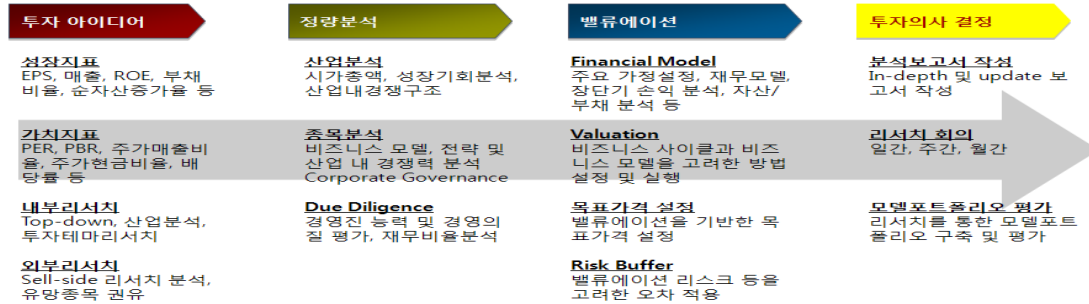 투자 아이디어
성장지표
EPS, 매출, ROE, 부채
비율, 순자산증가율 등
가치지표
PER, PBR, 주가매출비
율, 주가현금비율, 배
당률 등
내부리서치
Top-down, 산업분석,
투자테마리서치
외부리서치
Sell-side 리서치 분석,
유망종목 권유
정량분석
산업분석
시가총액, 성장기회분석,
산업내경쟁구조
종목분석
비즈니스 모델, 전략 및
산업 내 경쟁력 분석
Corporate Governance
Due Diligence
경영진 능력 및 경영의
질 평가, 재무비율분석
밸류에이션
Financial Model
주요 가정설정, 재무모델,
장단기 손익 분석, 자산/
부채 분석 등
Valuation
비즈니스 사이클과 비즈
니스 모델을 고려한 방법
설정 및 실행
목표가격 설정
밸류에이션을 기반한 목
표가격 설정
Risk Buffer
밸류에이션 리스크 등을
고려한 오차 적용
투자의사 결정
분석보고서 작성
In-depth 및 update 보
고서 작성
리서치 회의
일간, 주간, 월간
모델포트폴리오 평가
리서치를 통한 모델포트
폴리오 구축 및 평가